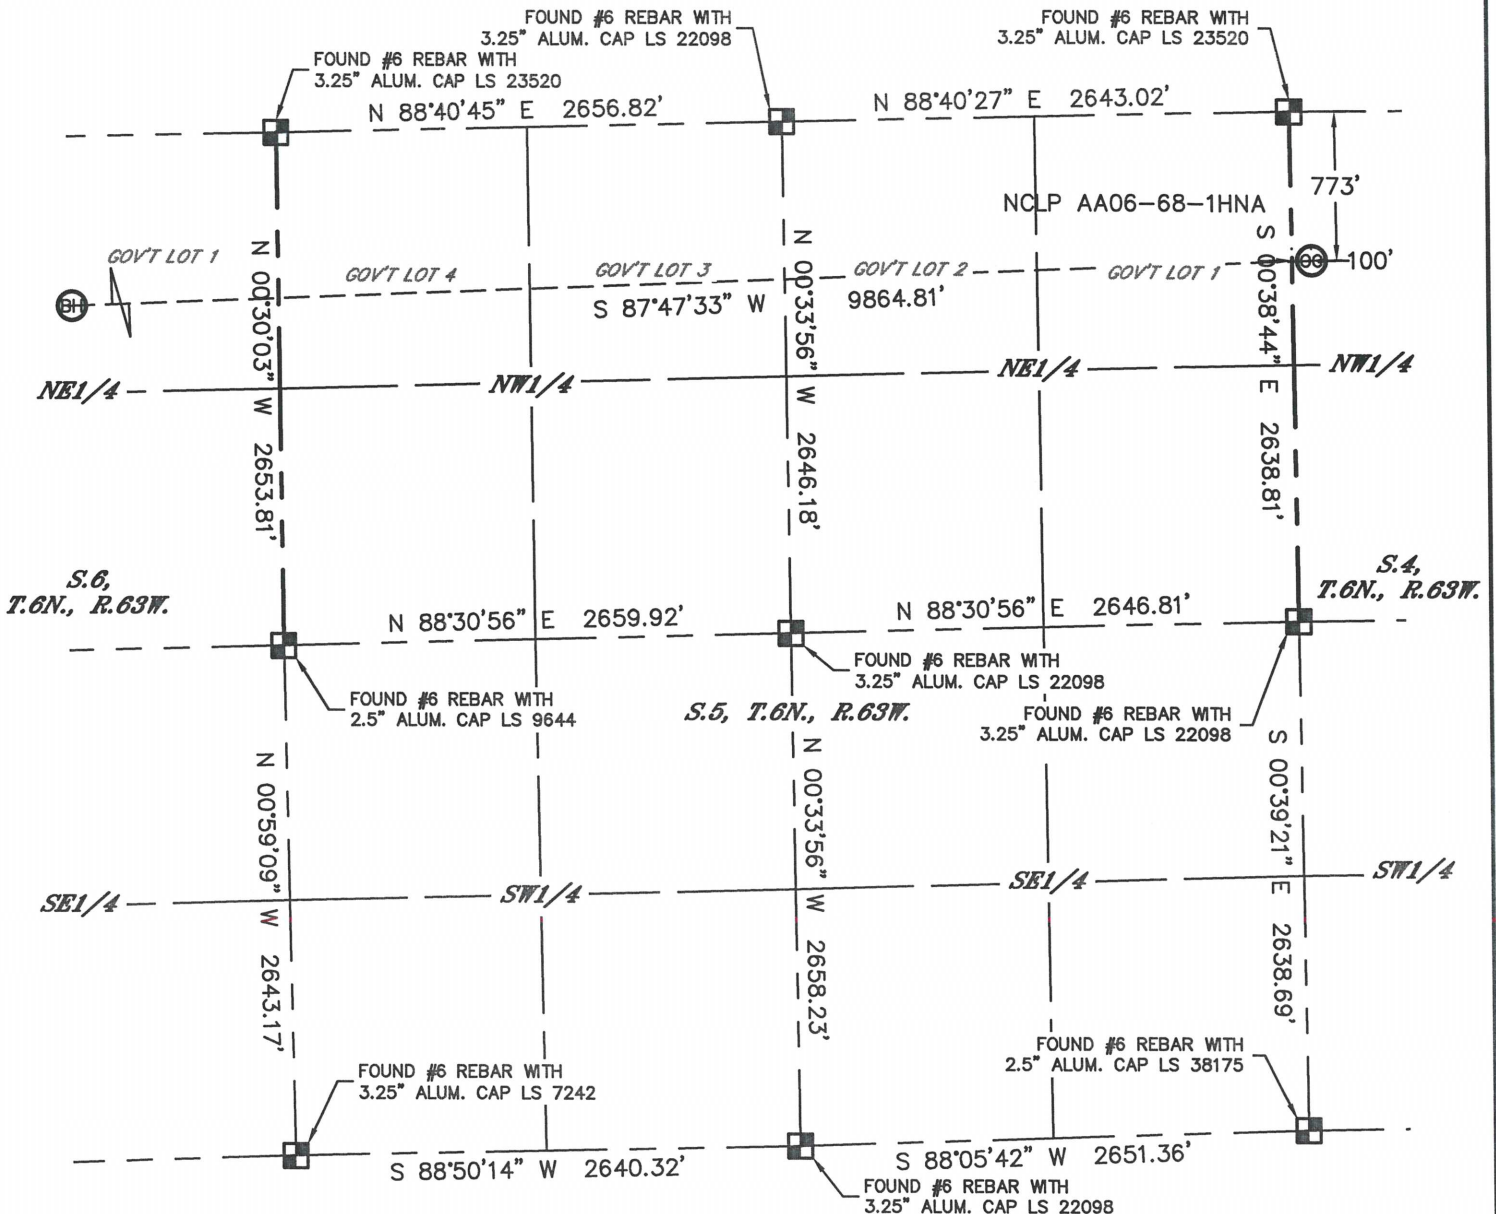 FOUND #6 REBAR WITH
3.25" ALUM. CAP LS 22098
FOUND #6 REBAR WITH
3.25" ALUM. CAP LS 23520
FOUND #6 REBAR WITH
3.25" ALUM. CAP LS 23520
N 88°40'45" E 2656.82'
N 88°40'27" E 2643.02'
773'
NCLP AA06-68-1HNA
GOV'T LOT 1
GOV'T LOT 4
GOV'T LOT 3
GOV'T LOT 2
GOV'T LOT 1
100'
BH
S 87°47'33" W 9864.81'
N 00°30'03" W 2653.81'
N 00°33'56" W 2646.18'
S 00°38'44" E 2638.81'
NE1/4
NW1/4
NE1/4
NW1/4
S.6,
T.6N., R.63W.
S.4,
T.6N., R.63W.
N 88°30'56" E 2659.92'
N 88°30'56" E 2646.81'
FOUND #6 REBAR WITH
3.25" ALUM. CAP LS 22098
FOUND #6 REBAR WITH
2.5" ALUM. CAP LS 9644
S.5, T.6N., R.63W.
FOUND #6 REBAR WITH
3.25" ALUM. CAP LS 22098
N 00°59'09" W 2643.17'
N 00°33'56" W 2658.23'
S 00°39'21" E 2638.69'
SE1/4
SW1/4
SE1/4
SW1/4
FOUND #6 REBAR WITH
2.5" ALUM. CAP LS 38175
FOUND #6 REBAR WITH
3.25" ALUM. CAP LS 7242
S 88°50'14" W 2640.32'
S 88°05'42" W 2651.36'
FOUND #6 REBAR WITH
3.25" ALUM. CAP LS 22098